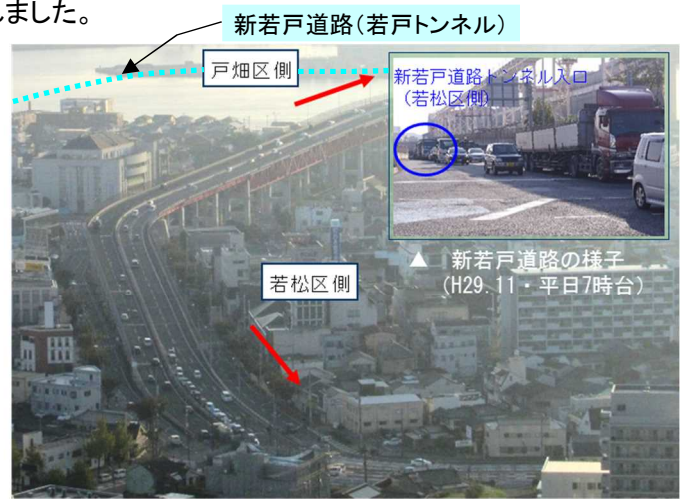 しました。
新若戸道路(若戸トンネル)
戸畑区側
新若戸道路トンネル入口
(若松区側)
▲ 新若戸道路の様子
(H29.11・平日7時台)
若松区側